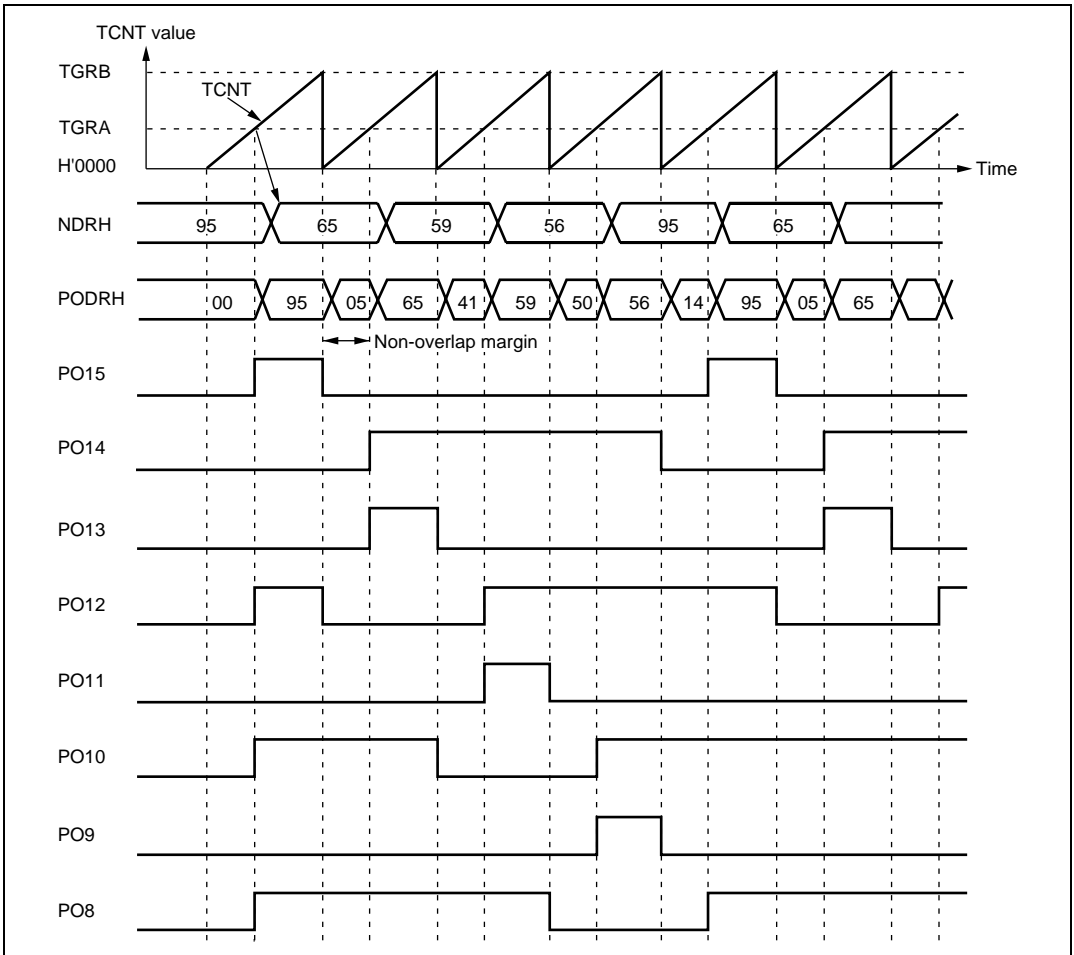 TCNT value
TGRB
TCNT
TGRA
H'0000
Time
NDRH 95 65 59 56 95 65
PODRH 00 95 05 65 41 59 50 56 14 95 05 65
Non-overlap margin
PO15
PO14
PO13
PO12
PO11
PO10
PO9
PO8